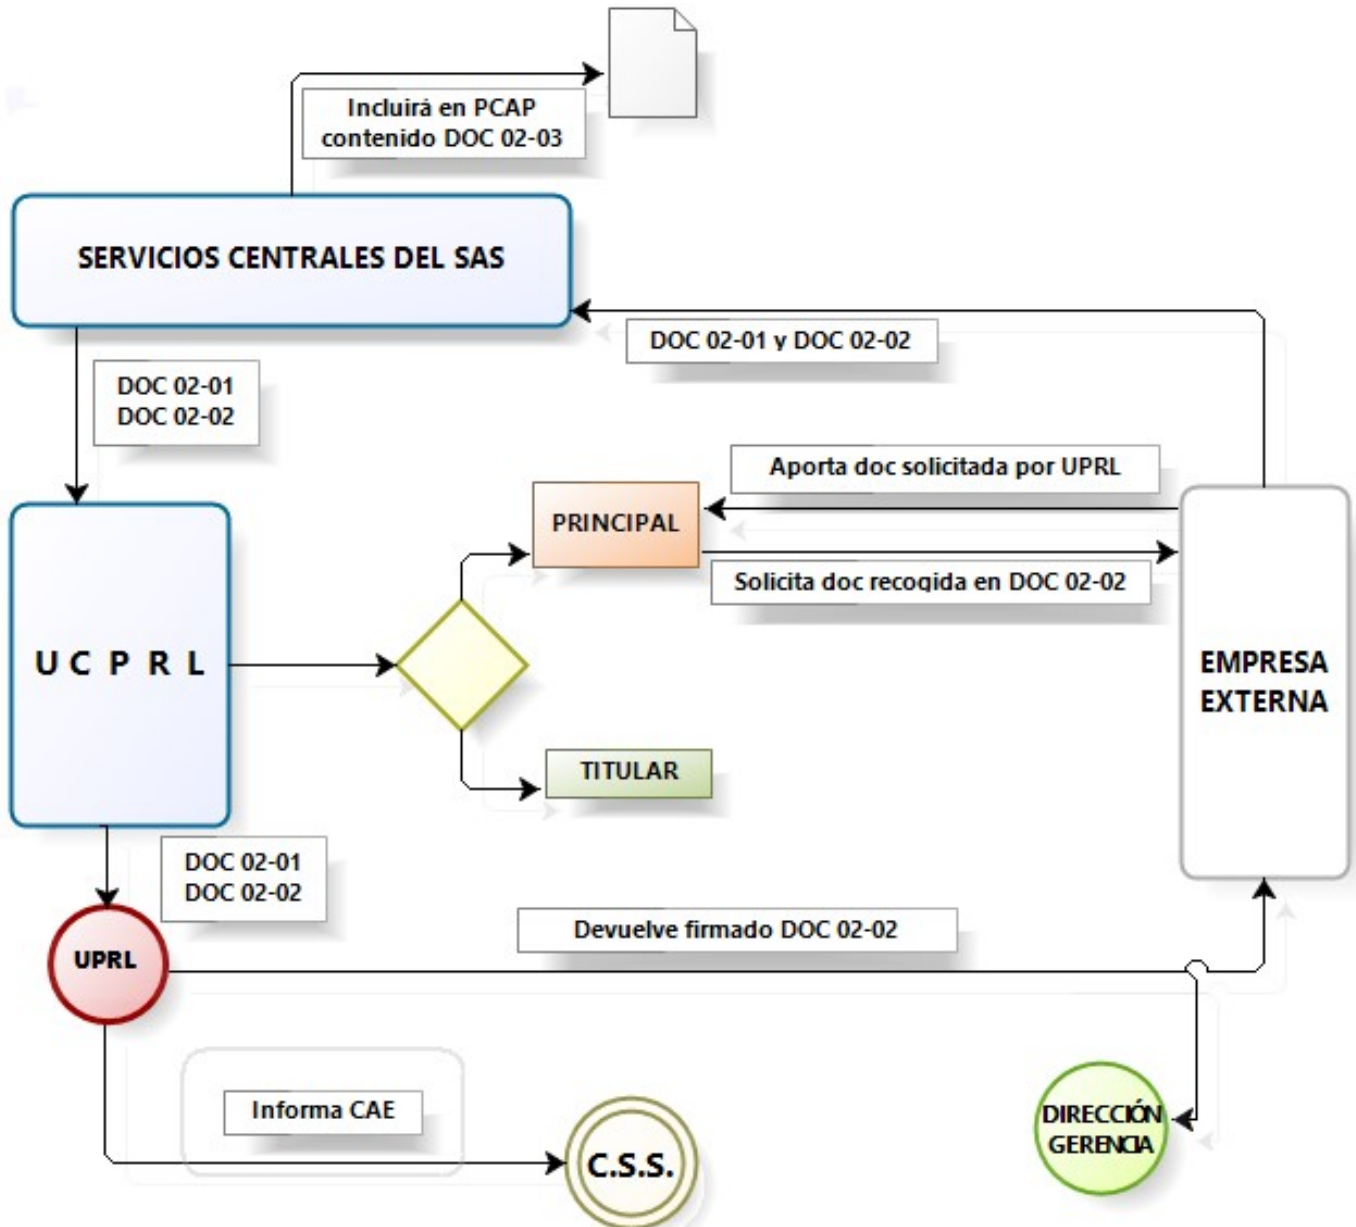 Incluirá en PCAP
contenido DOC 02-03
SERVICIOS CENTRALES DEL SAS
DOC 02-01 y DOC 02-02
DOC 02-01
DOC 02-02
Aporta doc solicitada por UPRL
PRINCIPAL
Solicita doc recogida en DOC 02-02
U C P R L
EMPRESA
EXTERNA
TITULAR
DOC 02-01
DOC 02-02
Devuelve firmado DOC 02-02
UPRL
Informa CAE
C.S.S.
DIRECCIÓN
GERENCIA